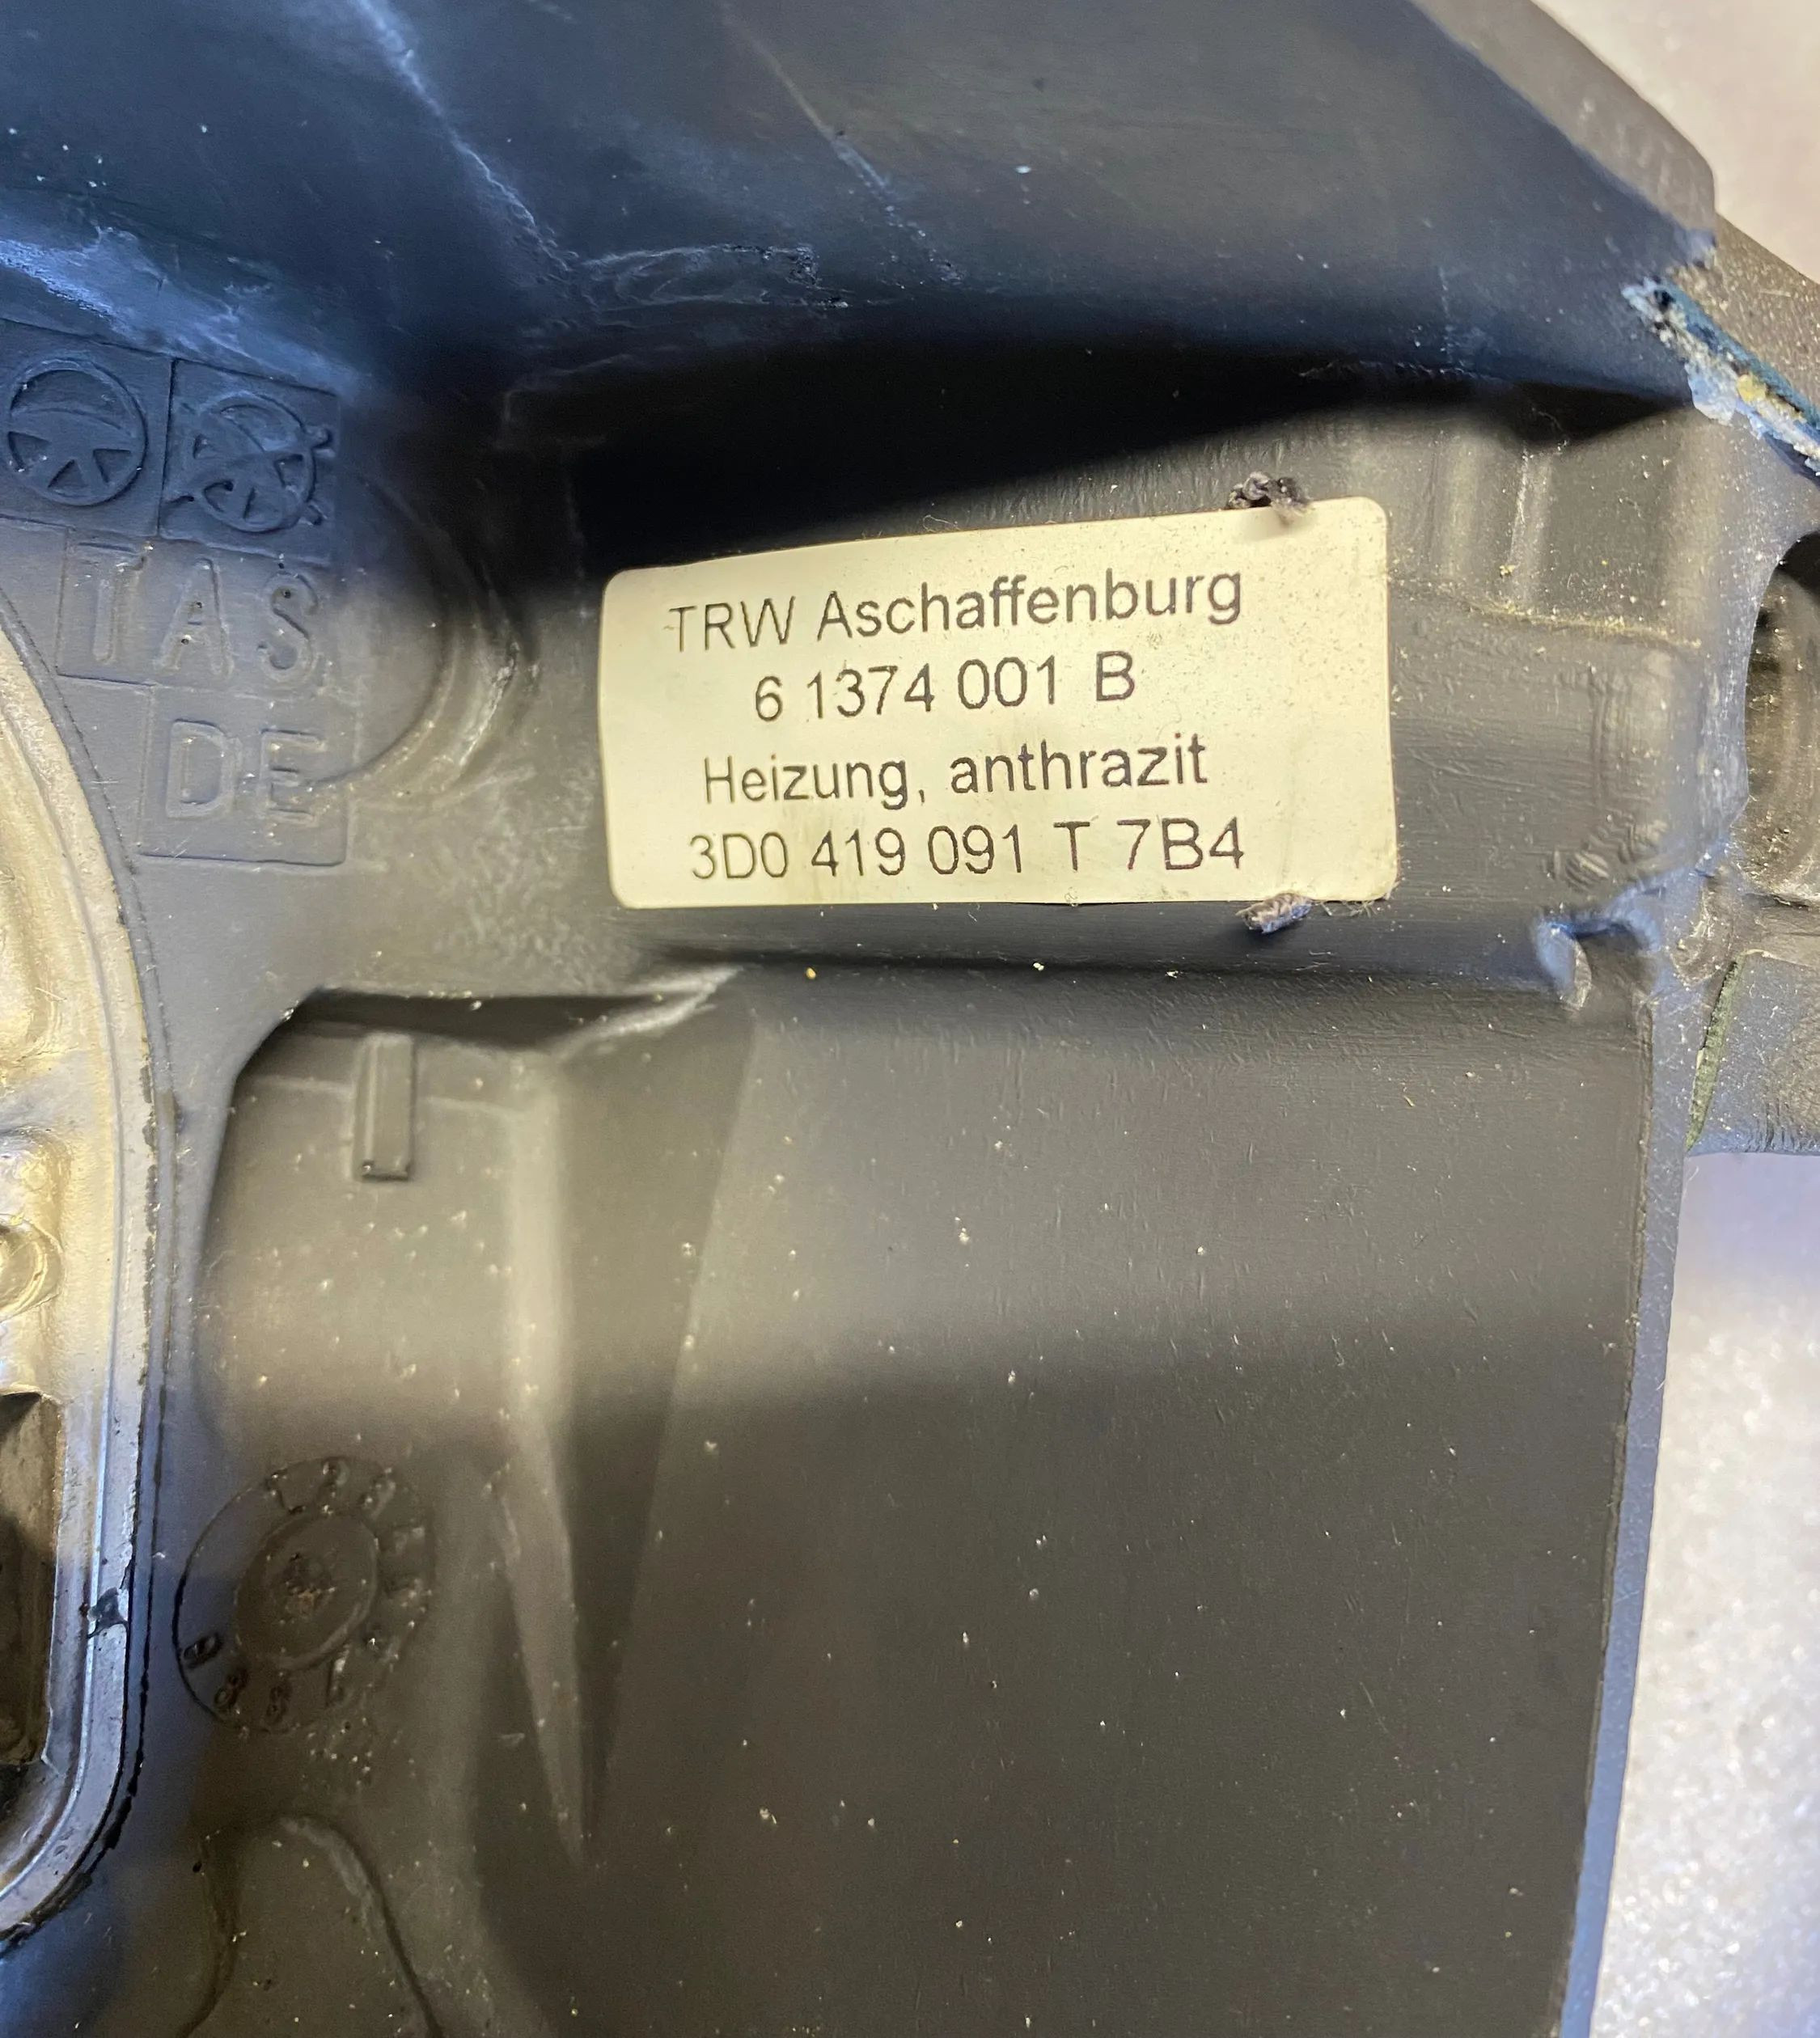 TAS
DE
TRW Aschaffenburg
6 1374 001 B
Heizung, anthrazit
3D0 419 091 T 7B4